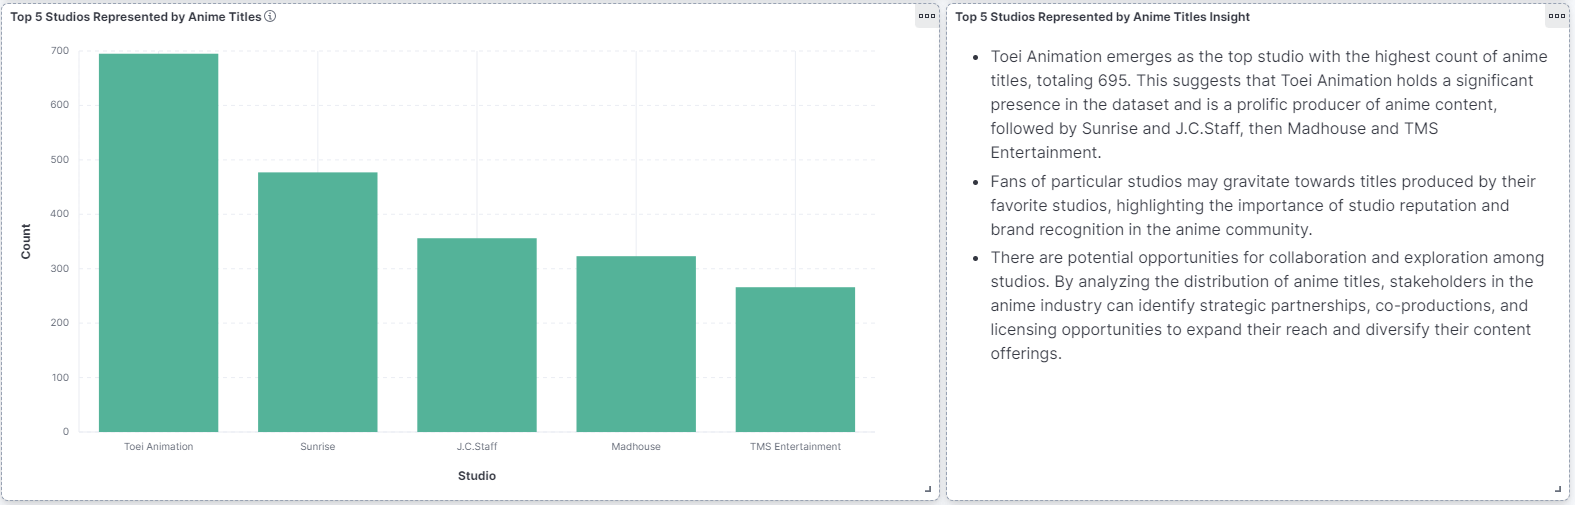 Top 5 Studios Represented by Anime Titles
700
600
500
400
300
200
100
0
Count
Toei Animation
Sunrise
J.C.Staff
Madhouse
TMS Entertainment
Studio
Top 5 Studios Represented by Anime Titles Insight
• Toei Animation emerges as the top studio with the highest count of anime
titles, totaling 695. This suggests that Toei Animation holds a significant
presence in the dataset and is a prolific producer of anime content,
followed by Sunrise and J.C.Staff, then Madhouse and TMS
Entertainment.
• Fans of particular studios may gravitate towards titles produced by their
favorite studios, highlighting the importance of studio reputation and
brand recognition in the anime community.
• There are potential opportunities for collaboration and exploration among
studios. By analyzing the distribution of anime titles, stakeholders in the
anime industry can identify strategic partnerships, co-productions, and
licensing opportunities to expand their reach and diversify their content
offerings.